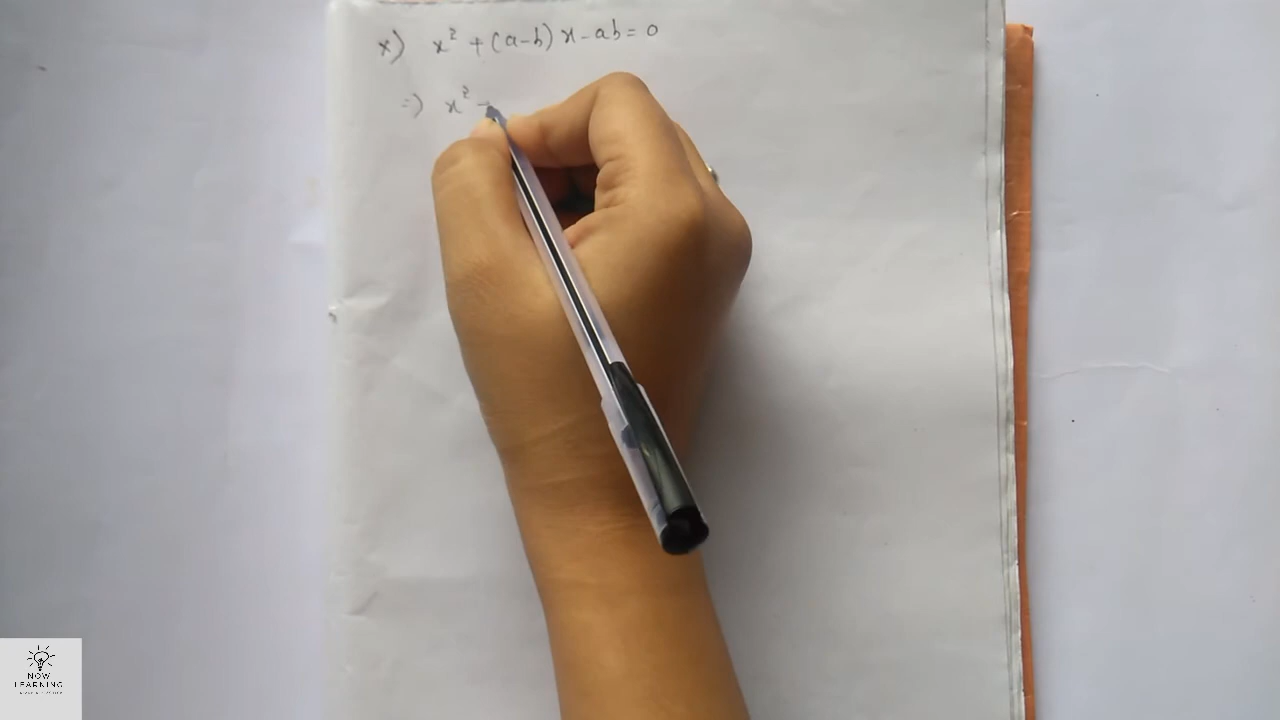 x) x² + (a-b) x - ab = 0
=) x² -
NOW
LEARNING